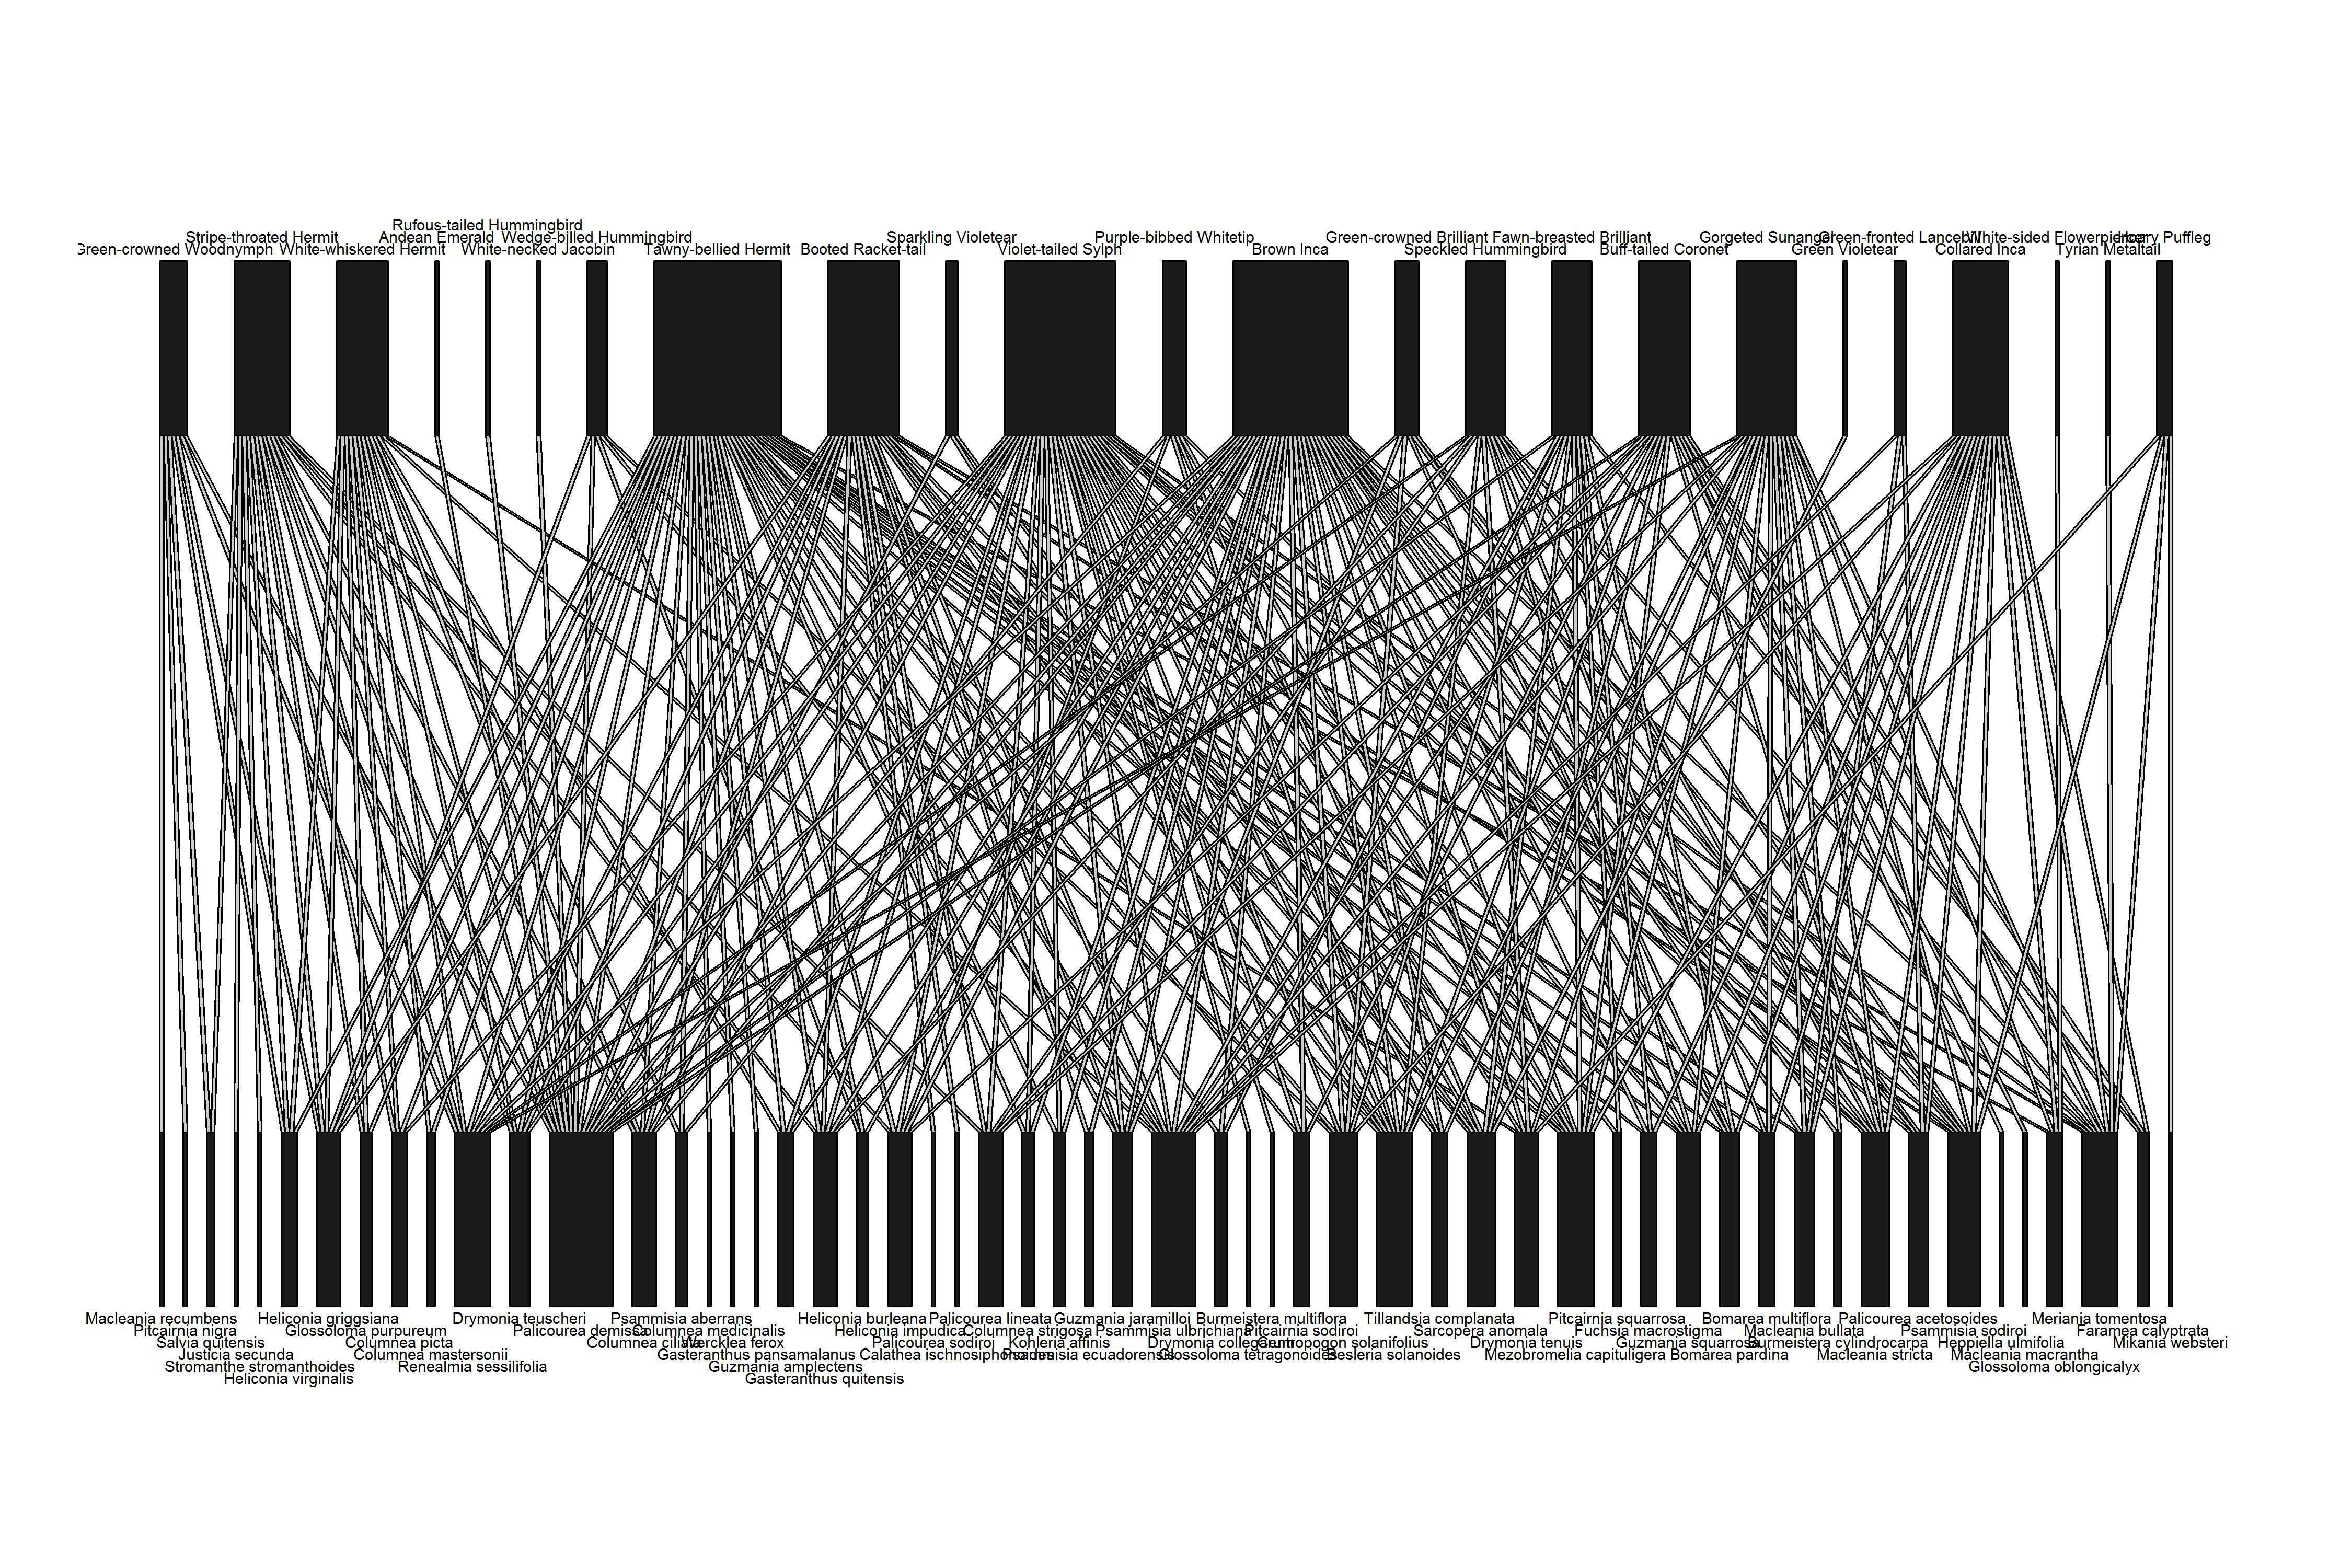 Rufous-tailed Hummingbird
Stripe-throated Hermit Andean Emerald Wedge-billed Hummingbird Sparkling Violetear Purple-bibbed Whitetip Green-crowned Brilliant Fawn-breasted Brilliant Gorgeted Sunangel Green-fronted Lancebill White-sided Flowerpiercer Hoary Puffleg
Green-crowned Woodnymph White-whiskered Hermit White-necked Jacobin Tawny-bellied Hermit Booted Racket-tail Violet-tailed Sylph Brown Inca Speckled Hummingbird Buff-tailed Coronet Green Violetear Collared Inca Tyrian Metaltail
Macleania recumbens Heliconia griggsiana Drymonia teuscheri Psammisia aberrans Heliconia burleana Palicourea lineata Guzmania jaramilloi Burmeistera multiflora Tillandsia complanata Pitcairnia squarrosa Bomarea multiflora Palicourea acetosoides Meriania tomentosa
Pitcairnia nigra Glossoloma purpureum Palicourea demissa Columnea medicinalis Heliconia impudica Columnea strigosa Psammisia ulbrichiana Pitcairnia sodiroi Sarcopera anomala Fuchsia macrostigma Macleania bullata Psammisia sodiroi Faramea calyptrata
Salvia quitensis Columnea picta Columnea ciliata Wercklea ferox Palicourea sodiroi Kohleria affinis Drymonia collegarum Centropogon solanifolius Drymonia tenuis Guzmania squarrosa Burmeistera cylindrocarpa Heppiella ulmifolia Mikania websteri
Justicia secunda Columnea mastersonii Gasteranthus pansamalanus Calathea ischnosiphonoides Psammisia ecuadorensis Glossoloma tetragonoides Besleria solanoides Mezobromelia capituligera Bomarea pardina Macleania stricta Macleania macrantha
Stromanthe stromanthoides Renealmia sessilifolia Guzmania amplectens Glossoloma oblongicalyx
Heliconia virginalis Gasteranthus quitensis